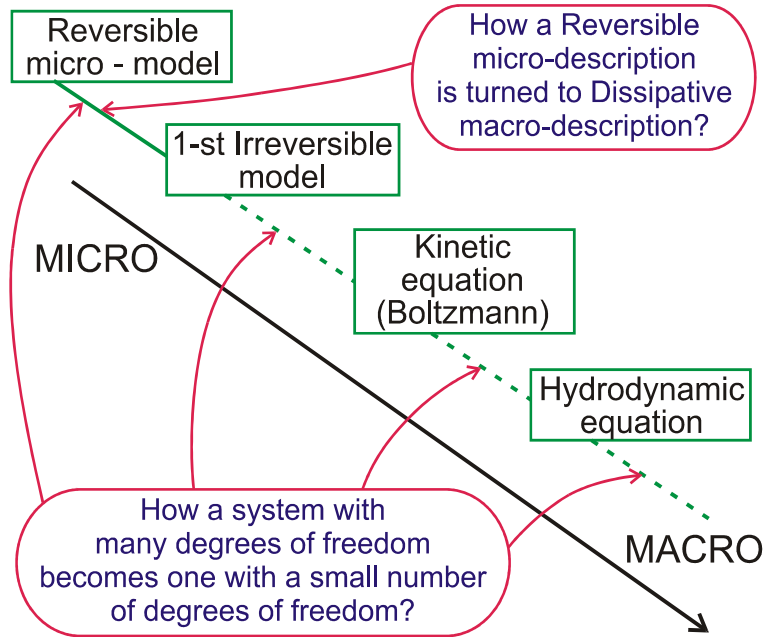 Reversible
micro - model
How a Reversible
micro-description
is turned to Dissipative
macro-description?
1-st Irreversible
model
MICRO
Kinetic
equation
(Boltzmann)
Hydrodynamic
equation
How a system with
many degrees of freedom
becomes one with a small number
of degrees of freedom?
MACRO